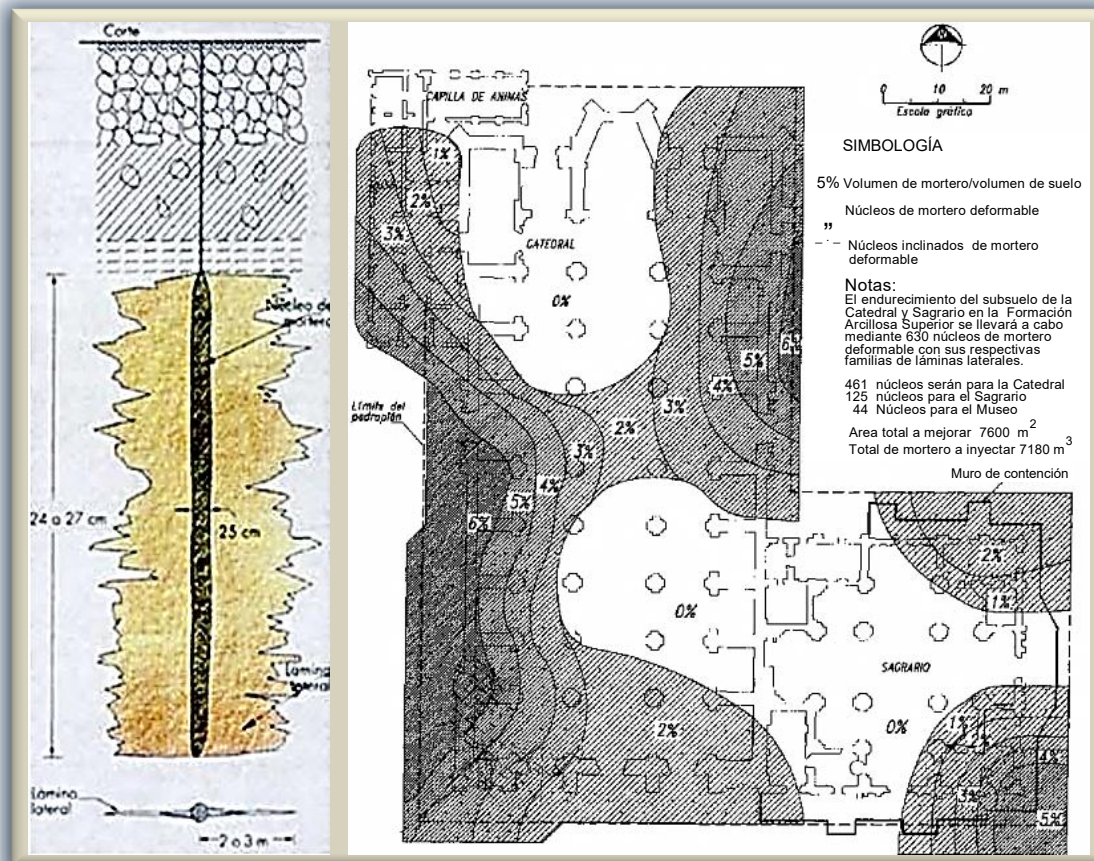 Corte
Núcleo de
mortero
24 a 27 cm
25 cm
Lámina
lateral
Lámina
lateral
2 o 3 m
CAPILLA DE ANIMAS
1%
2%
3%
CATEDRAL
0%
6%
5%
4%
3%
2%
Límite del
pedraplén
3%
4%
5%
6%
0%
2%
2%
1%
SAGRARIO
0%
1%
4%
3%
5%
0 10 20 m
Escala gráfica
SIMBOLOGÍA
5% Volumen de mortero/volumen de suelo
Núcleos de mortero deformable
”
Núcleos inclinados de mortero
deformable
Notas:
El endurecimiento del subsuelo de la
Catedral y Sagrario en la Formación
Arcillosa Superior se llevará a cabo
mediante 630 núcleos de mortero
deformable con sus respectivas
familias de láminas laterales.
461 núcleos serán para la Catedral
125 núcleos para el Sagrario
44 Núcleos para el Museo
Area total a mejorar 7600 m2
Total de mortero a inyectar 7180 m3
Muro de contención